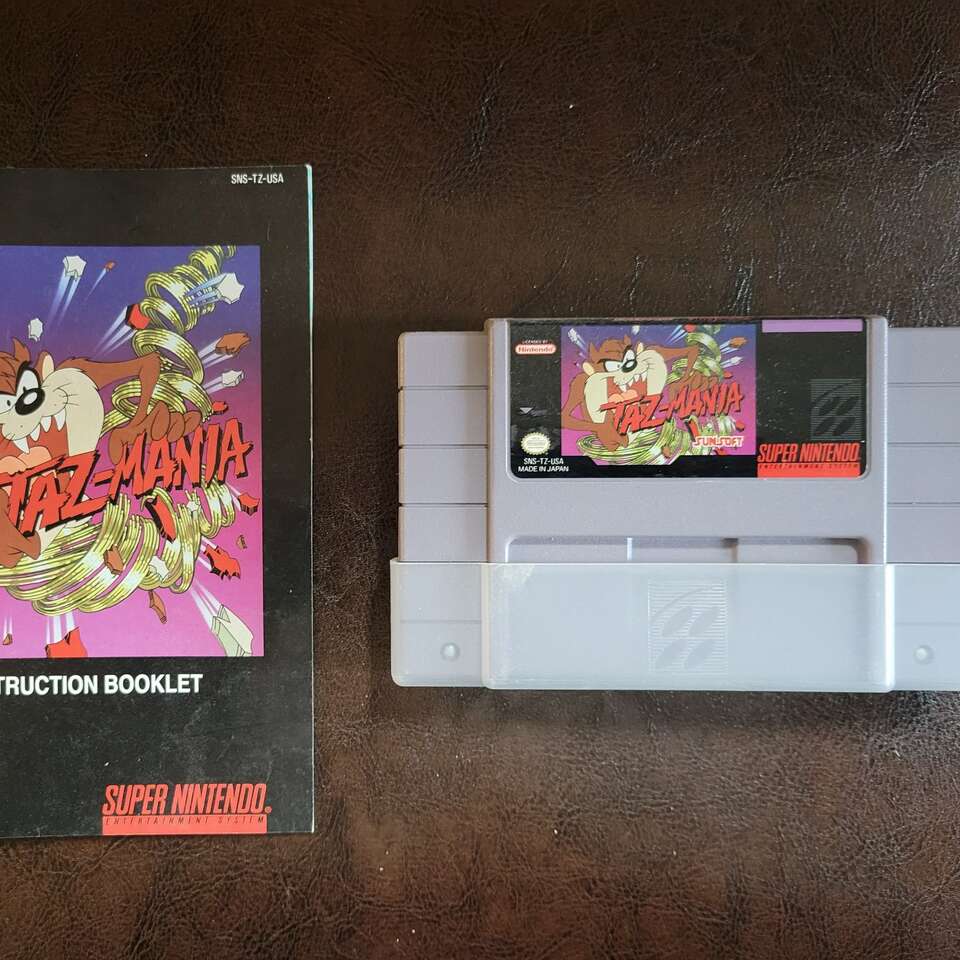 SNS-TZ-USA
TAZ-MANIA
TRUCTION BOOKLET
SUPER NINTENDO®
ENTERTAINMENT SYSTEM
LICENSED BY
Nintendo
TAZ-MANIA
SUNSOFT
SNS-TZ-USA
MADE IN JAPAN
SUPER NINTENDO
ENTERTAINMENT SYSTEM